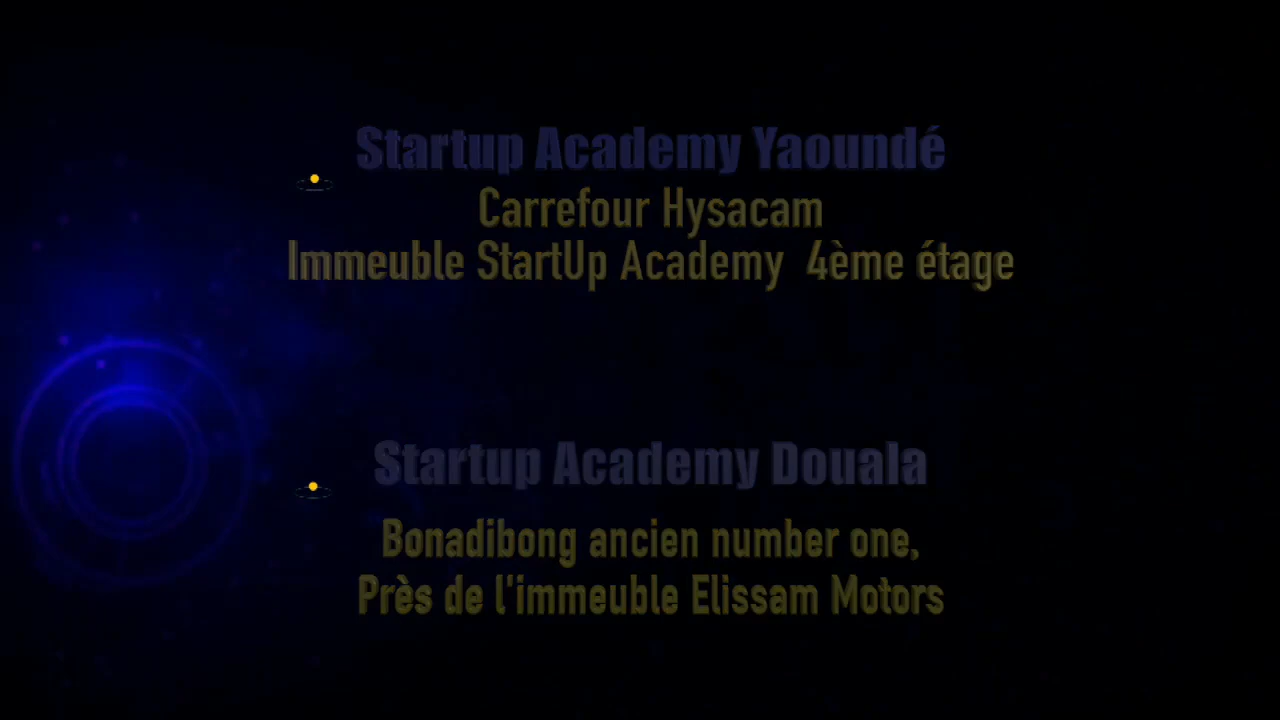 Startup Academy Yaoundé
Carrefour Hysacam
Immeuble StartUp Academy 4ème étage
Startup Academy Douala
Bonadibong ancien number one,
Près de l'immeuble Elissam Motors